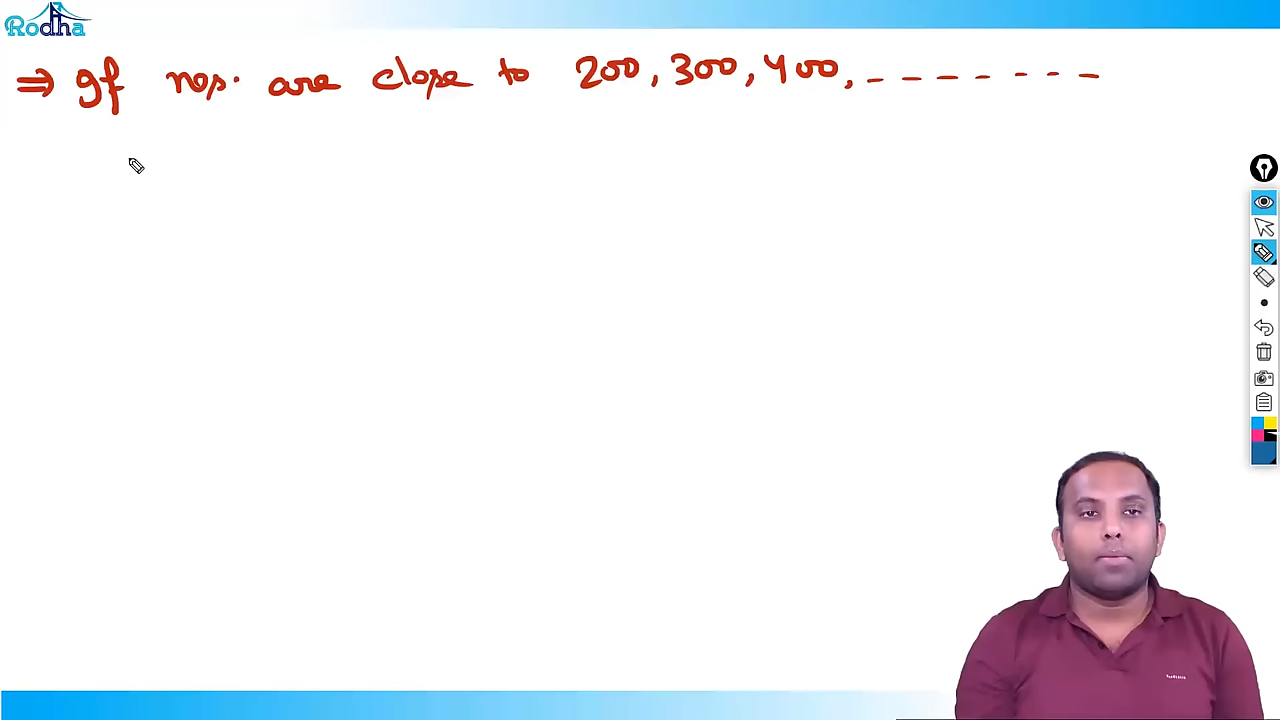 Rodha
⇒ If nos. are close to 200, 300, 400, - - - - - - - -